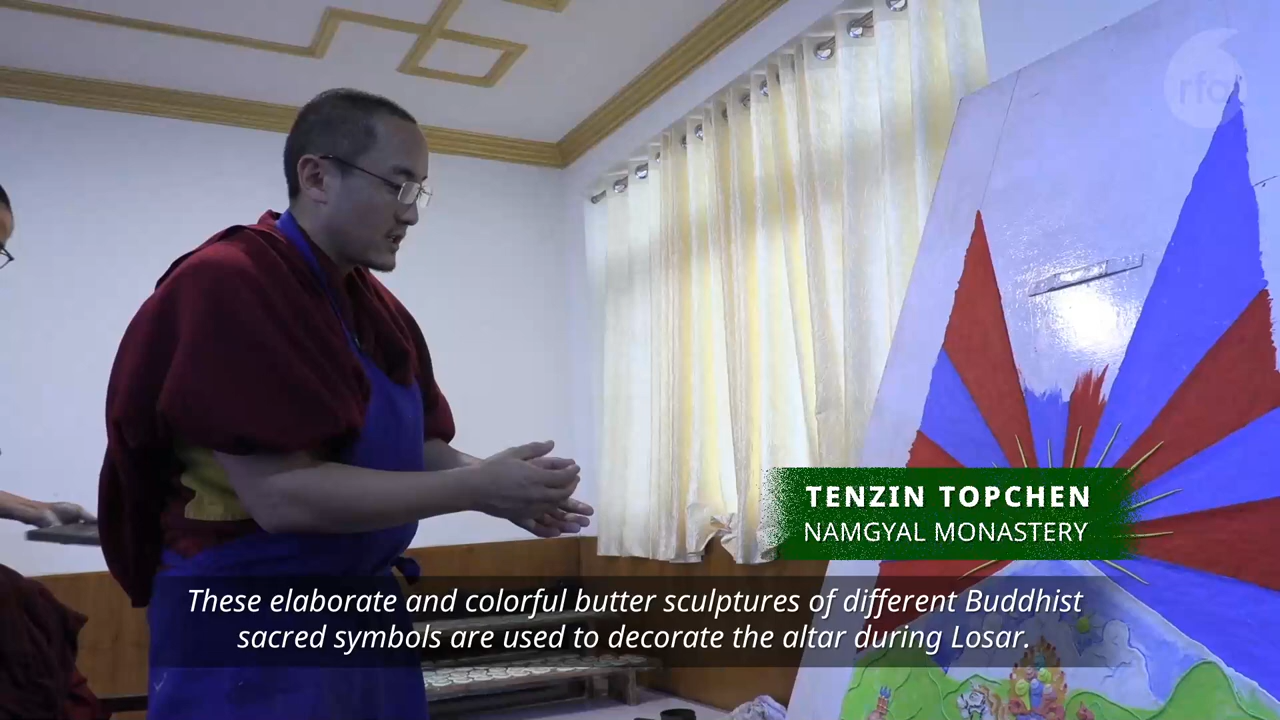 rfa
TENZIN TOPCHEN
NAMGYAL MONASTERY
These elaborate and colorful butter sculptures of different Buddhist
sacred symbols are used to decorate the altar during Losar.